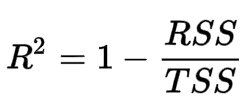 R² = 1 − RSS/TSS